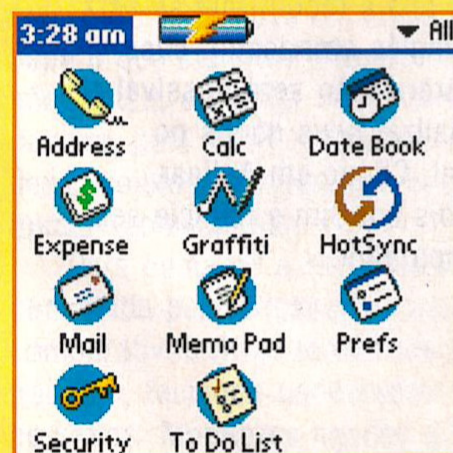 3:28 am All
Address Calc Date Book
Expense Graffiti HotSync
Mail Memo Pad Prefs
Security To Do List